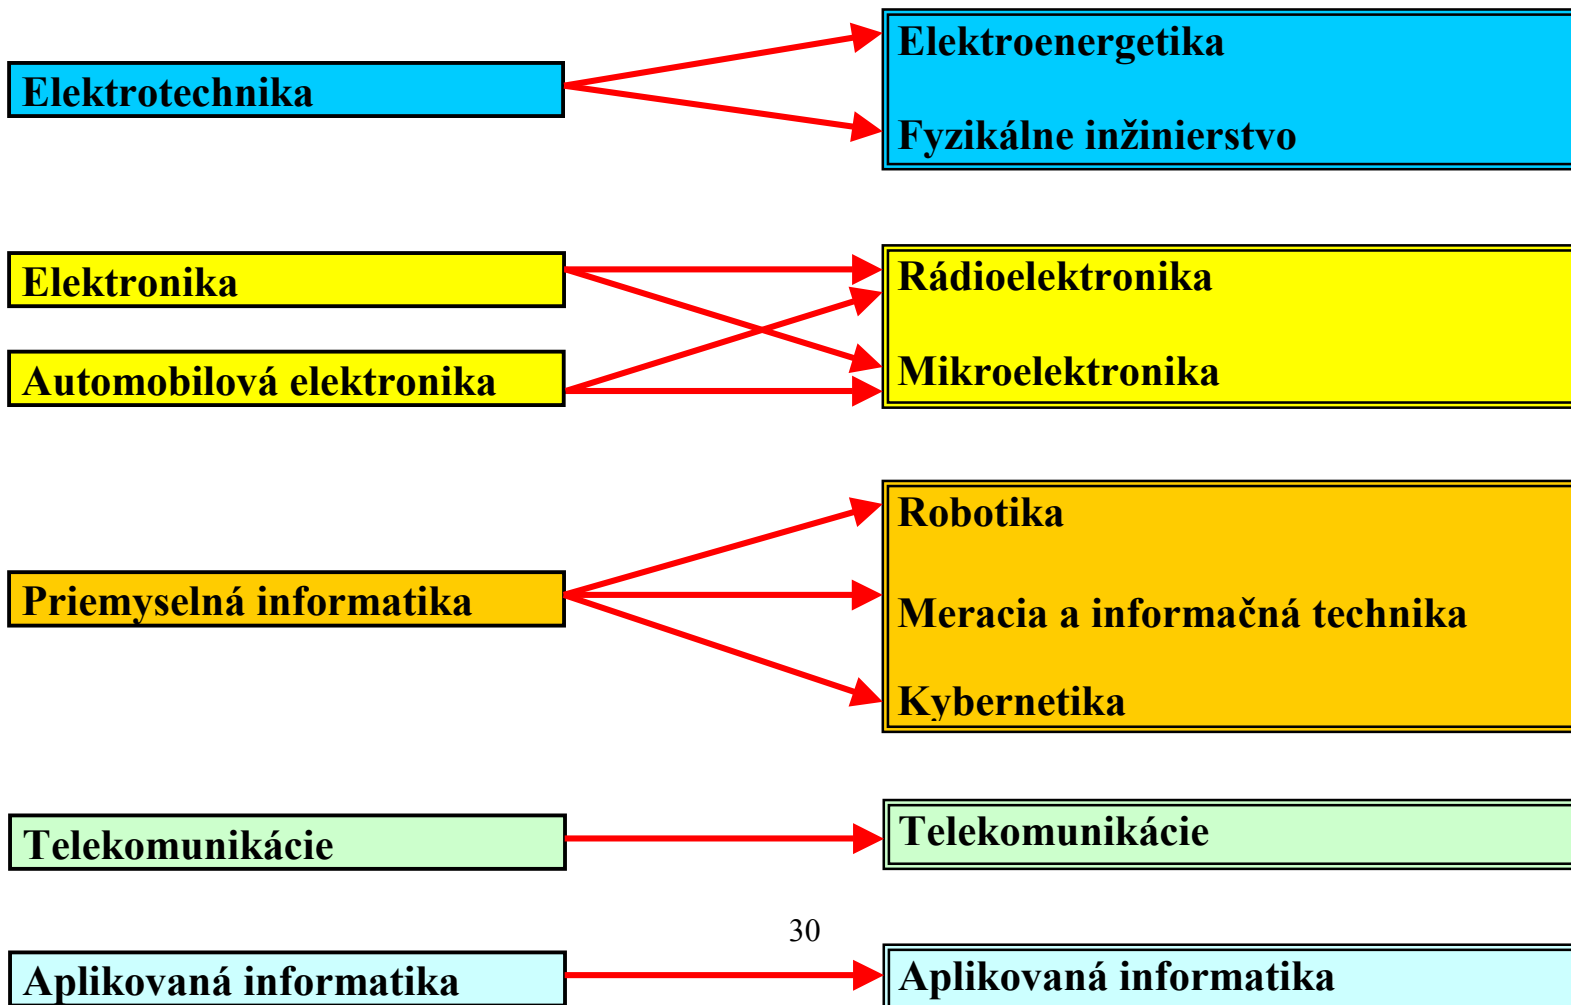 Elektrotechnika
Elektroenergetika
Fyzikálne inžinierstvo
Elektronika
Automobilová elektronika
Rádioelektronika
Mikroelektronika
Priemyselná informatika
Robotika
Meracia a informačná technika
Kybernetika
Telekomunikácie
Telekomunikácie
30
Aplikovaná informatika
Aplikovaná informatika